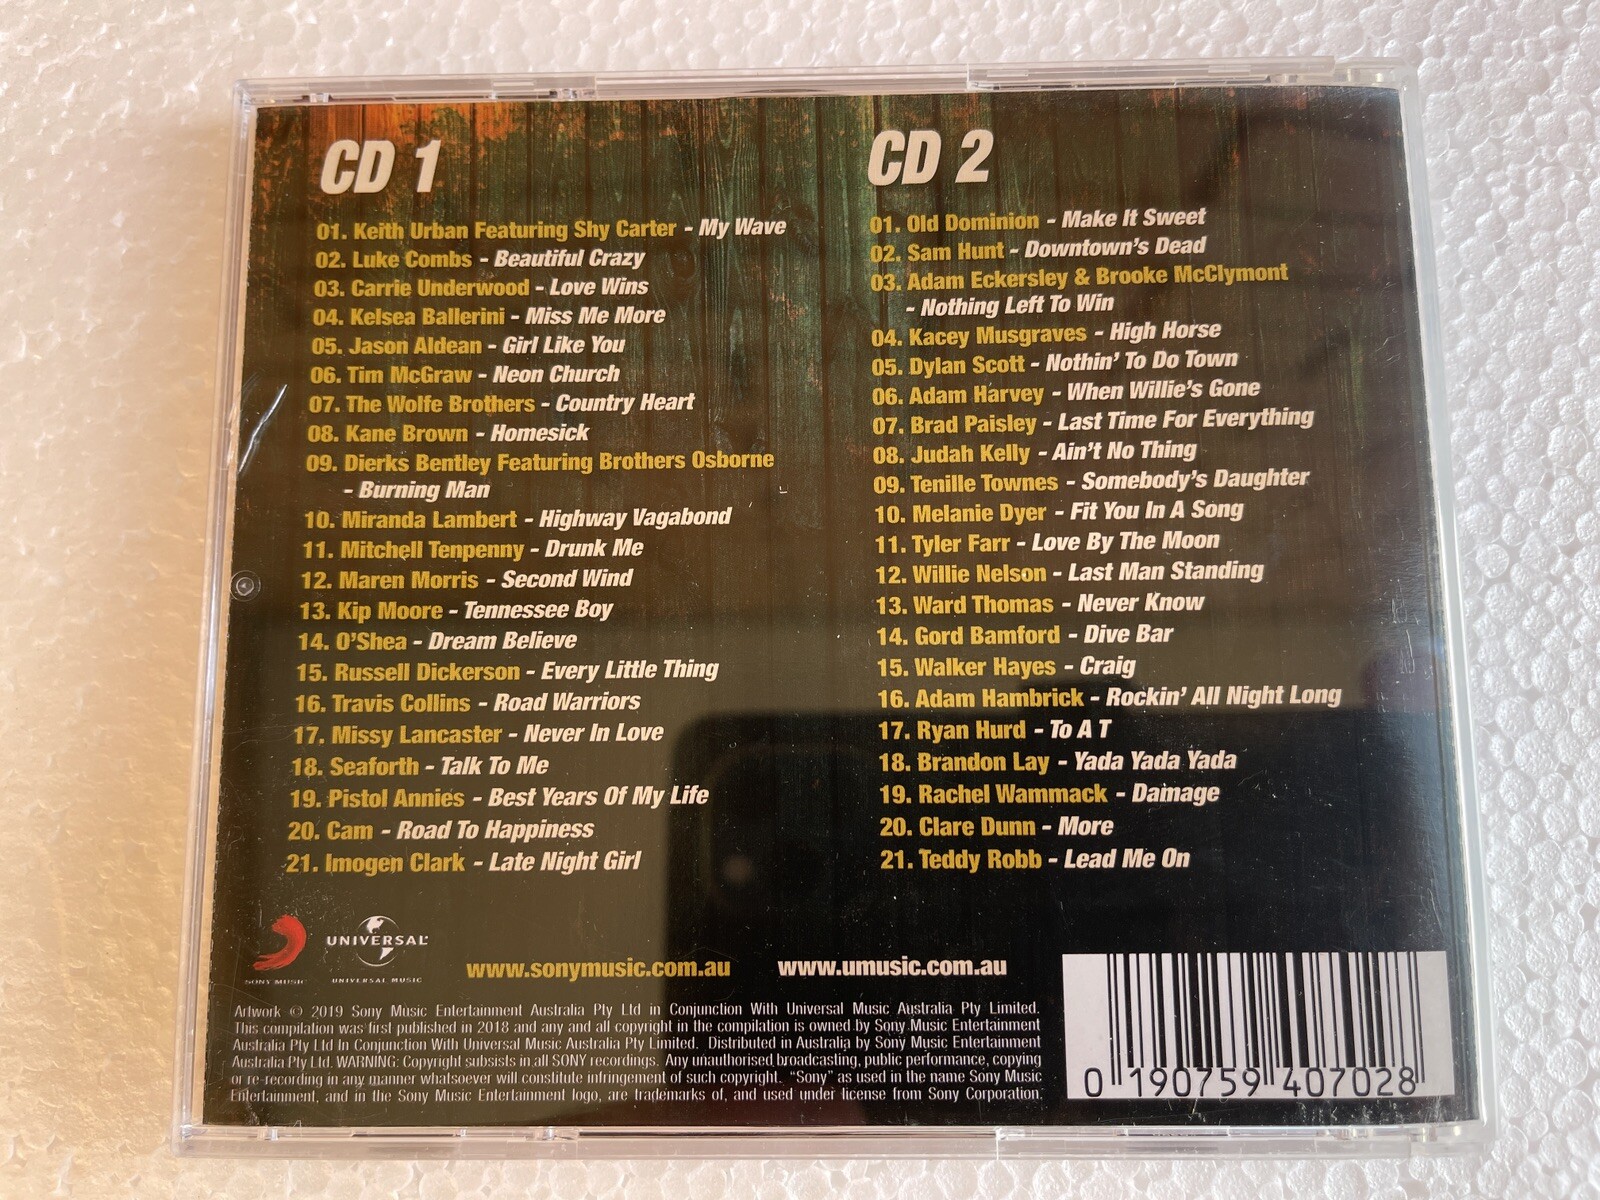 CD 1
01. Keith Urban Featuring Shy Carter - My Wave
02. Luke Combs - Beautiful Crazy
03. Carrie Underwood - Love Wins
04. Kelsea Ballerini - Miss Me More
05. Jason Aldean - Girl Like You
06. Tim McGraw - Neon Church
07. The Wolfe Brothers - Country Heart
08. Kane Brown - Homesick
09. Dierks Bentley Featuring Brothers Osborne
- Burning Man
10. Miranda Lambert - Highway Vagabond
11. Mitchell Tenpenny - Drunk Me
12. Maren Morris - Second Wind
13. Kip Moore - Tennessee Boy
14. O'Shea - Dream Believe
15. Russell Dickerson - Every Little Thing
16. Travis Collins - Road Warriors
17. Missy Lancaster - Never In Love
18. Seaforth - Talk To Me
19. Pistol Annies - Best Years Of My Life
20. Cam - Road To Happiness
21. Imogen Clark - Late Night Girl
CD 2
01. Old Dominion - Make It Sweet
02. Sam Hunt - Downtown's Dead
03. Adam Eckersley & Brooke McClymont
- Nothing Left To Win
04. Kacey Musgraves - High Horse
05. Dylan Scott - Nothin' To Do Town
06. Adam Harvey - When Willie's Gone
07. Brad Paisley - Last Time For Everything
08. Judah Kelly - Ain't No Thing
09. Tenille Townes - Somebody's Daughter
10. Melanie Dyer - Fit You In A Song
11. Tyler Farr - Love By The Moon
12. Willie Nelson - Last Man Standing
13. Ward Thomas - Never Know
14. Gord Bamford - Dive Bar
15. Walker Hayes - Craig
16. Adam Hambrick - Rockin' All Night Long
17. Ryan Hurd - To A T
18. Brandon Lay - Yada Yada Yada
19. Rachel Wammack - Damage
20. Clare Dunn - More
21. Teddy Robb - Lead Me On
SONY MUSIC
UNIVERSAL
UNIVERSAL MUSIC
www.sonymusic.com.au
www.umusic.com.au
Artwork © 2019 Sony Music Entertainment Australia Pty Ltd in Conjunction With Universal Music Australia Pty Limited.
This compilation was first published in 2018 and any and all copyright in the compilation is owned by Sony Music Entertainment
Australia Pty Ltd In Conjunction With Universal Music Australia Pty Limited. Distributed in Australia by Sony Music Entertainment
Australia Pty Ltd. WARNING: Copyright subsists in all SONY recordings. Any unauthorised broadcasting, public performance, copying
or re-recording in any manner whatsoever will constitute infringement of such copyright. "Sony" as used in the name Sony Music
Entertainment, and in the Sony Music Entertainment logo, are trademarks of, and used under license from Sony Corporation.
0 190759 407028